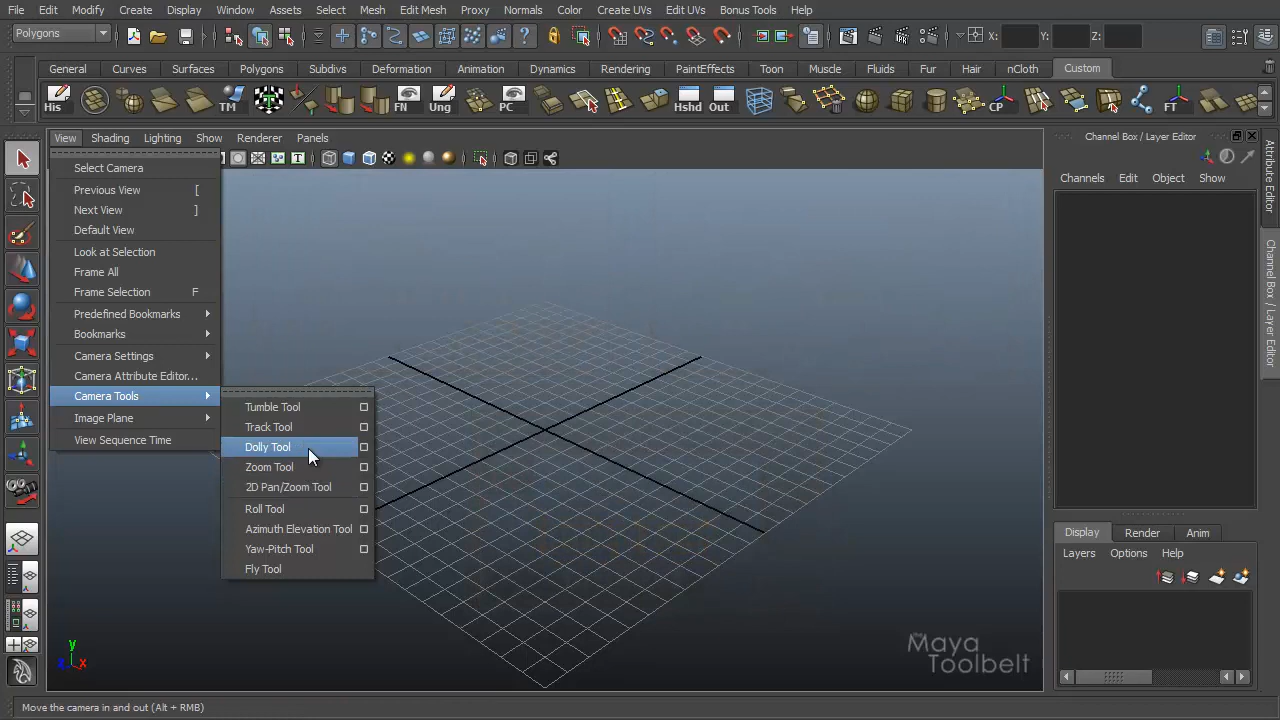 File Edit Modify Create Display Window Assets Select Mesh Edit Mesh Proxy Normals Color Create UVs Edit UVs Bonus Tools Help
Polygons X: Y: Z:
General Curves Surfaces Polygons Subdivs Deformation Animation Dynamics Rendering PaintEffects Toon Muscle Fluids Fur Hair nCloth Custom
His TM FN Ung PC Hshd Out CP FT
View Shading Lighting Show Renderer Panels
Channel Box / Layer Editor
Channels Edit Object Show
Attribute Editor
Channel Box / Layer Editor
Select Camera
Previous View [
Next View ]
Default View
Look at Selection
Frame All
Frame Selection F
Predefined Bookmarks
Bookmarks
Camera Settings
Camera Attribute Editor...
Camera Tools
Image Plane
View Sequence Time
Tumble Tool
Track Tool
Dolly Tool
Zoom Tool
2D Pan/Zoom Tool
Roll Tool
Azimuth Elevation Tool
Yaw-Pitch Tool
Fly Tool
Display Render Anim
Layers Options Help
y
z x
The Maya
Toolbelt
Move the camera in and out (Alt + RMB)